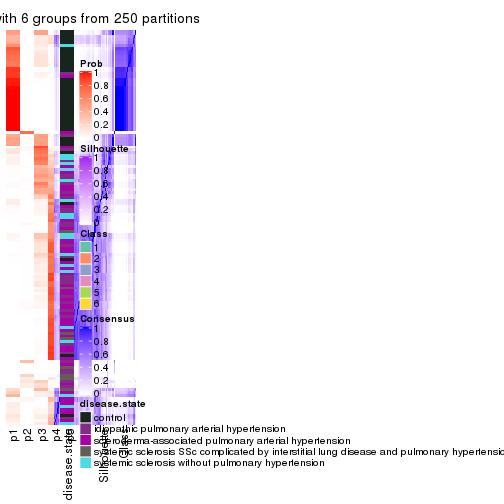 with 6 groups from 250 partitions
Prob
1
0.8
0.6
0.4
0.2
0
Silhouette
1
0.8
0.6
0.4
0.2
0
Class
1
2
3
4
5
6
Consensus
1
0.8
0.6
0.4
0.2
0
disease.state
control
idiopathic pulmonary arterial hypertension
scleroderma-associated pulmonary arterial hypertension
systemic sclerosis SSc complicated by interstitial lung disease and pulmonary hypertensio
systemic sclerosis without pulmonary hypertension
p1
p2
p3
p4
disease.state
Silhouette
Class